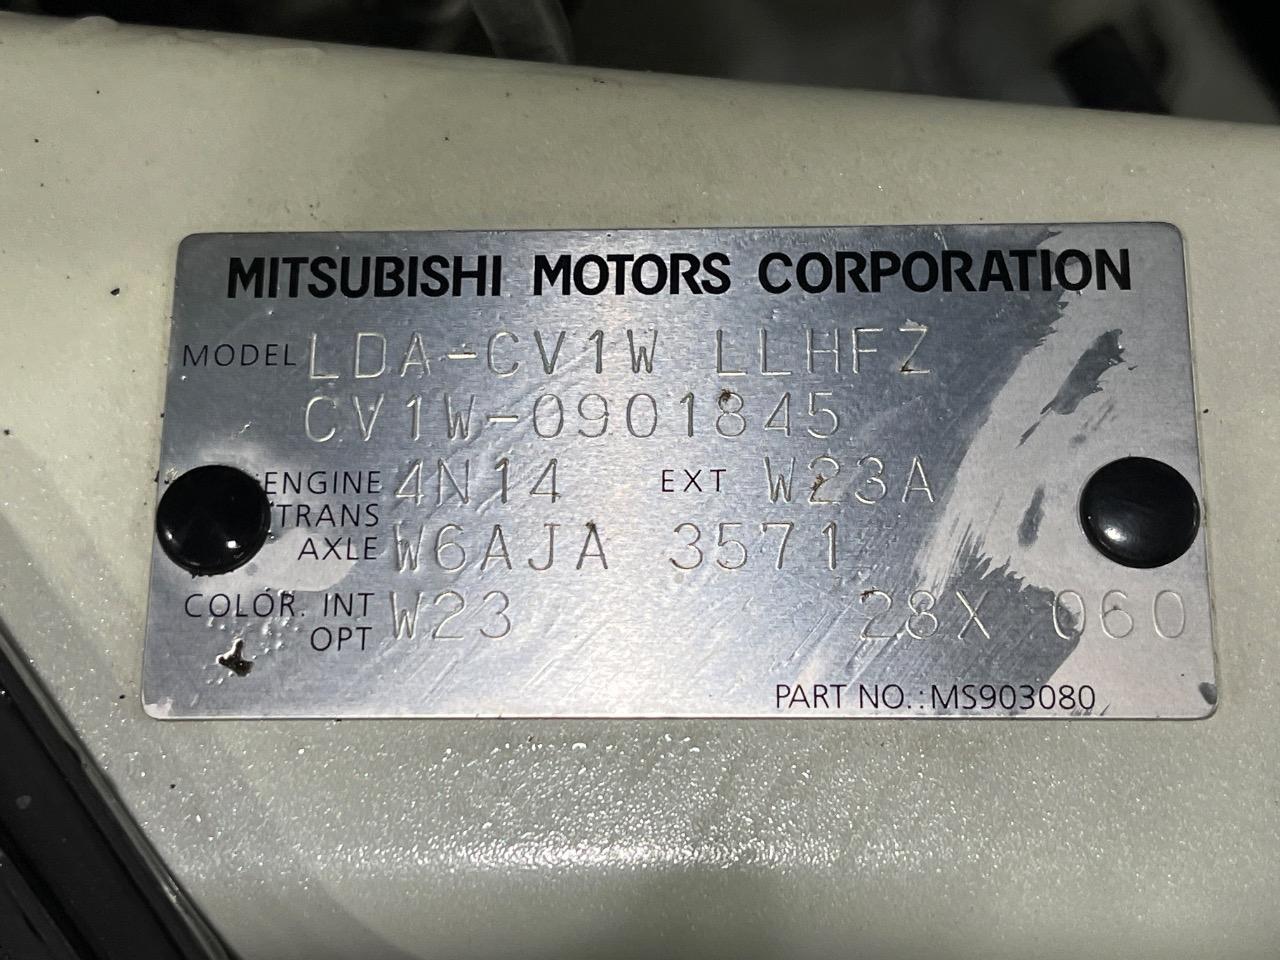 MITSUBISHI MOTORS CORPORATION
MODEL LDA-CV1W LLHFZ
CV1W-0901845
ENGINE 4N14 EXT W23A
TRANS
AXLE W6AJA 3571
COLOR. INT W23 28X 060
OPT
PART NO.: MS903080